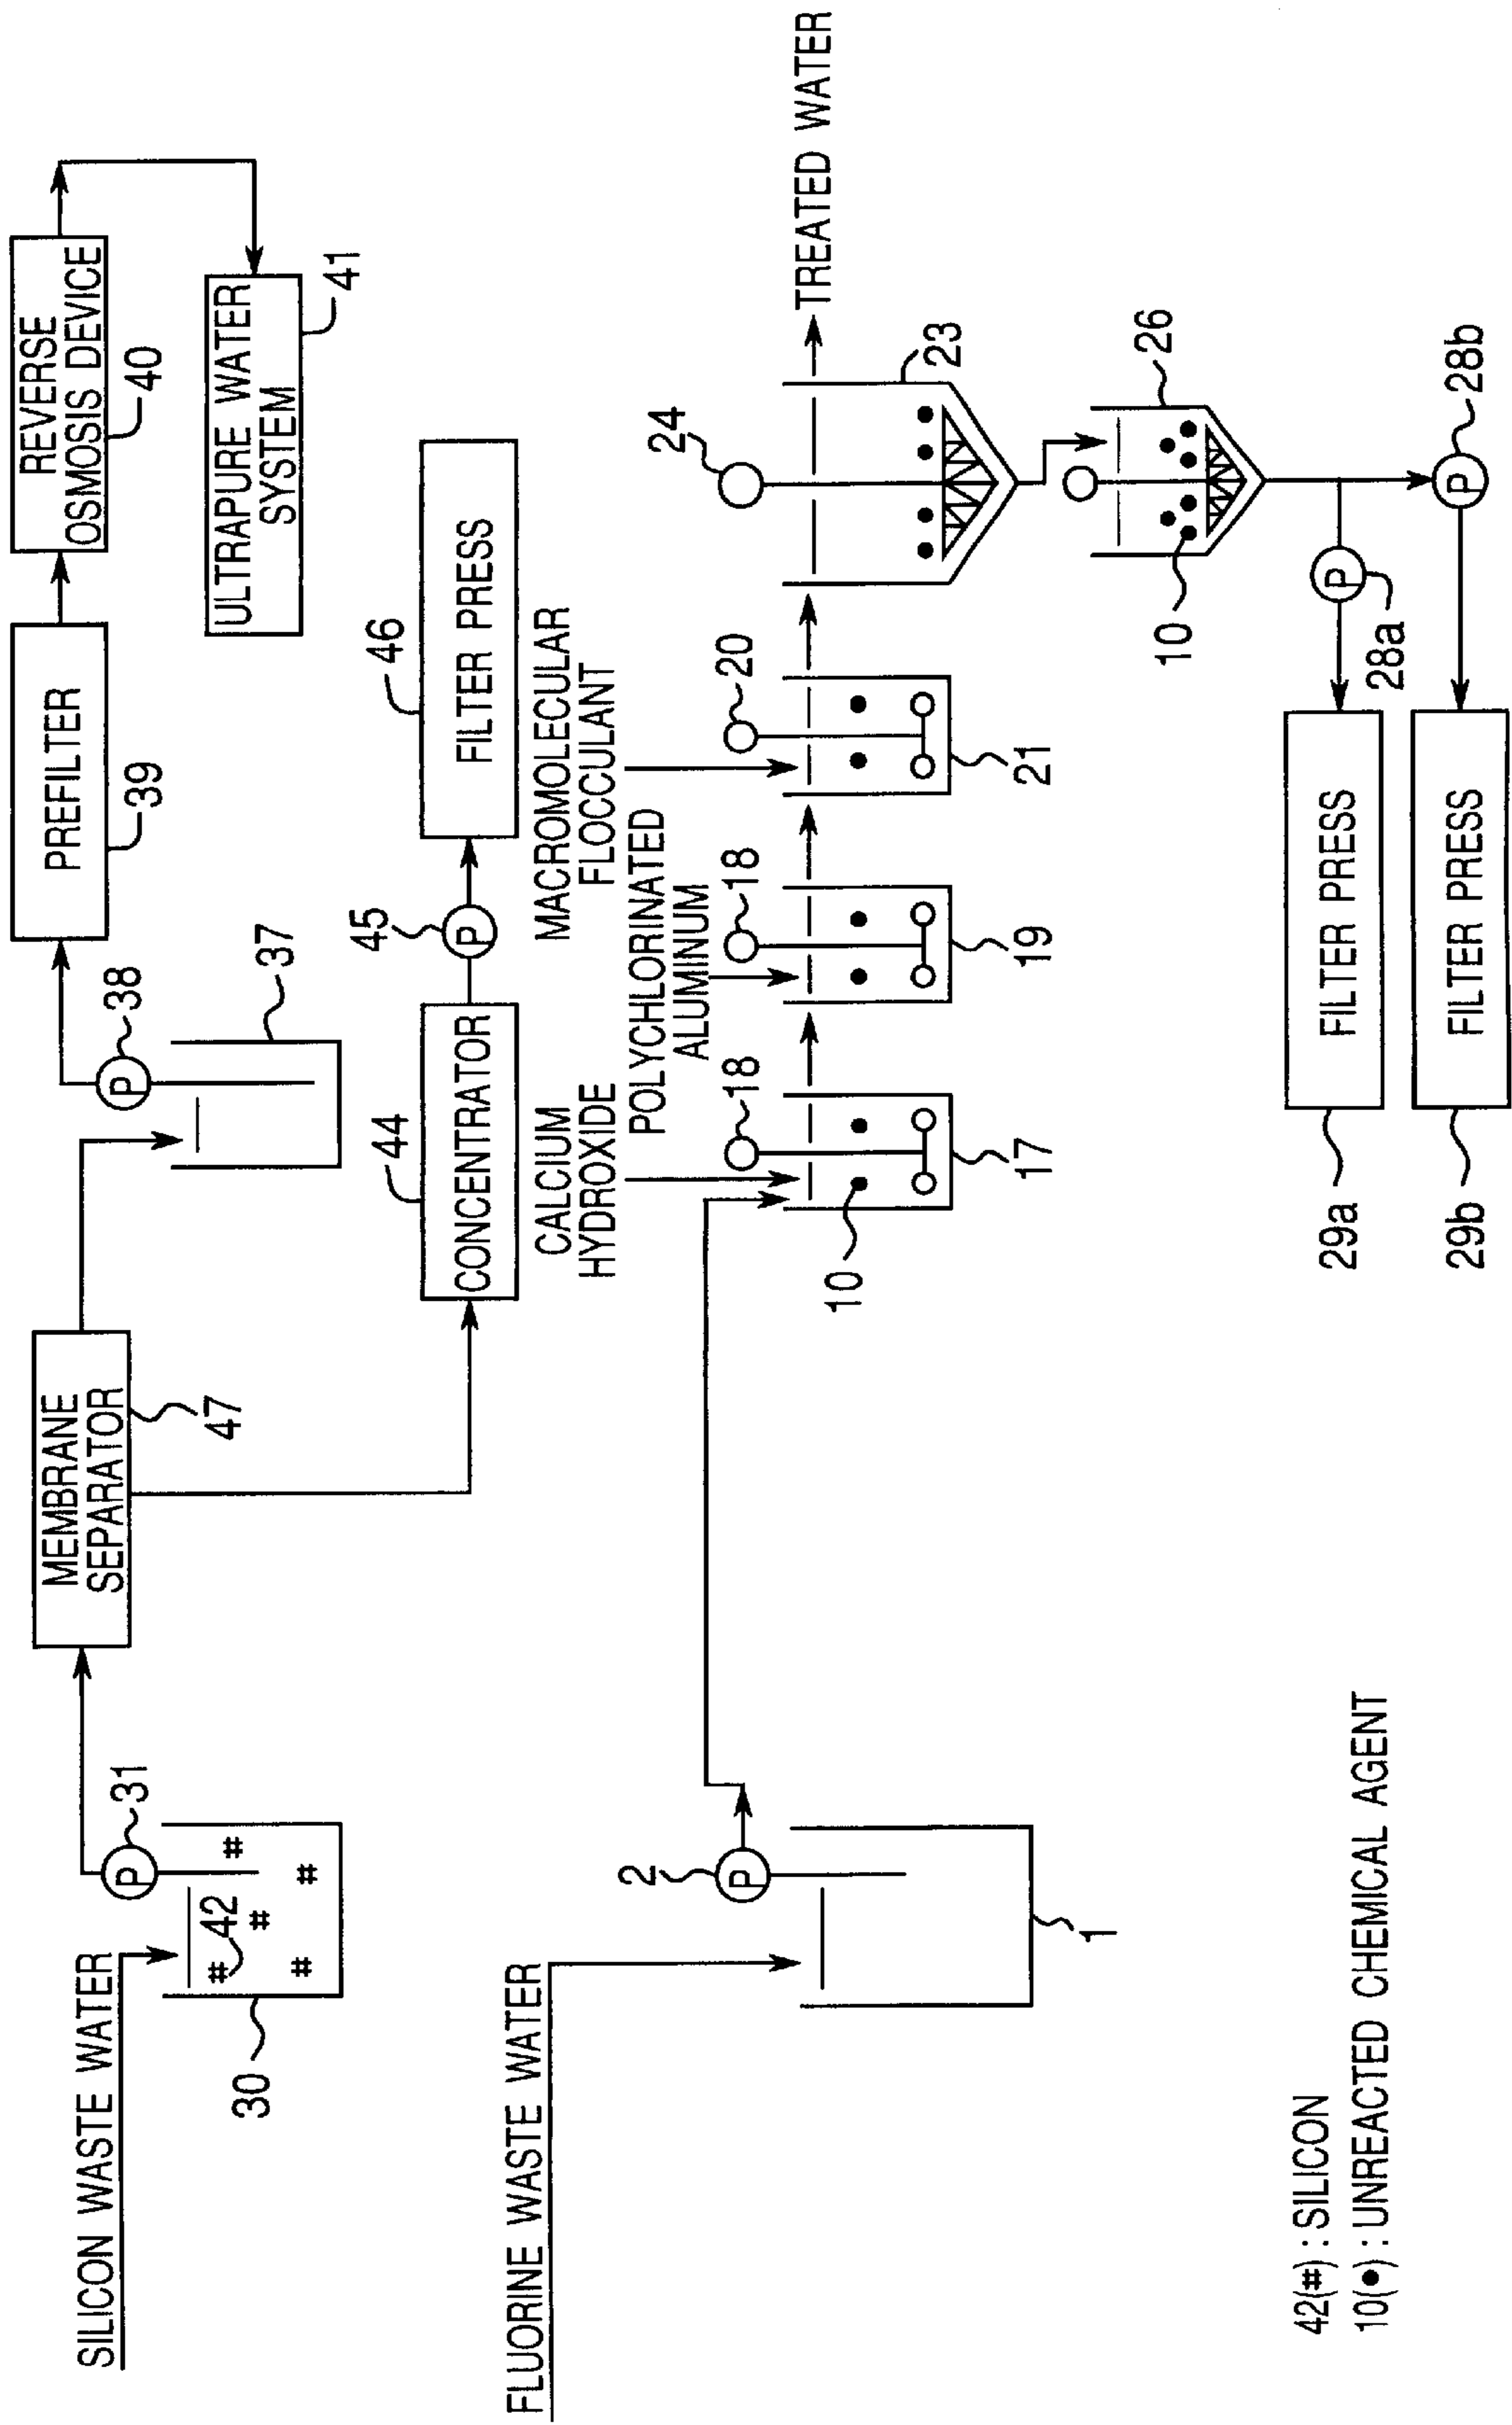 SILICON WASTE WATER
30
42
P
31
MEMBRANE
SEPARATOR
47
P
38
37
PREFILTER
39
REVERSE
OSMOSIS DEVICE
40
ULTRAPURE WATER
SYSTEM
41
44
CONCENTRATOR
45
P
46
FILTER PRESS
FLUORINE WASTE WATER
2
P
1
CALCIUM
HYDROXIDE
POLYCHLORINATED
ALUMINUM
MACROMOLECULAR
FLOCCULANT
10
18
17
18
19
20
21
24
23
TREATED WATER
26
10
P
28a
P
28b
FILTER PRESS
29a
FILTER PRESS
29b
42(#) : SILICON
10(●) : UNREACTED CHEMICAL AGENT